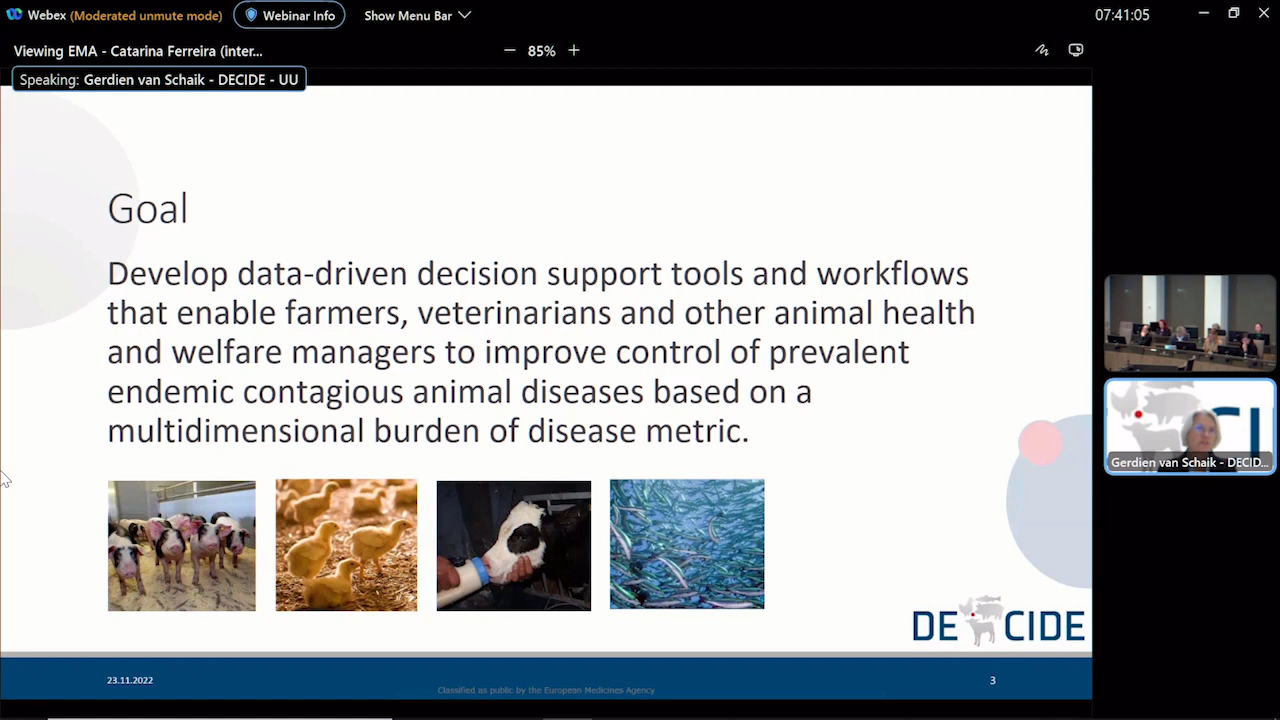 Webex (Moderated unmute mode)
Webinar Info
Show Menu Bar
07:41:05
Viewing EMA - Catarina Ferreira (inter...
85%
Speaking: Gerdien van Schaik - DECIDE - UU
Goal
Develop data-driven decision support tools and workflows
that enable farmers, veterinarians and other animal health
and welfare managers to improve control of prevalent
endemic contagious animal diseases based on a
multidimensional burden of disease metric.
Gerdien van Schaik - DECID...
DE CIDE
23.11.2022
Classified as public by the European Medicines Agency
3